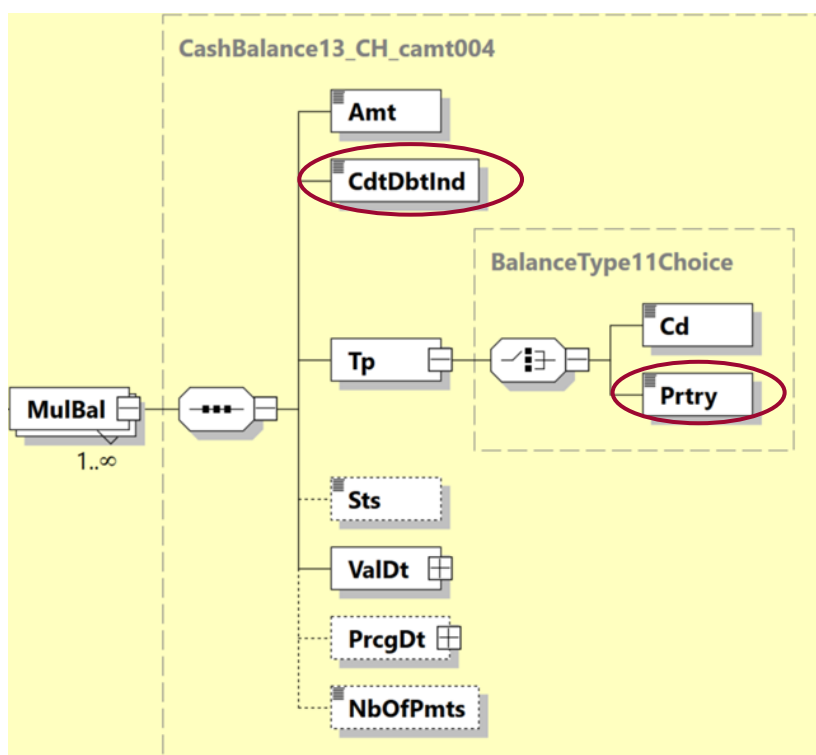 CashBalance13_CH_camt004
Amt
CdtDbtInd
BalanceType11Choice
Cd
Tp
Prtry
MulBal
1..∞
Sts
ValDt
PrcgDt
NbOfPmts